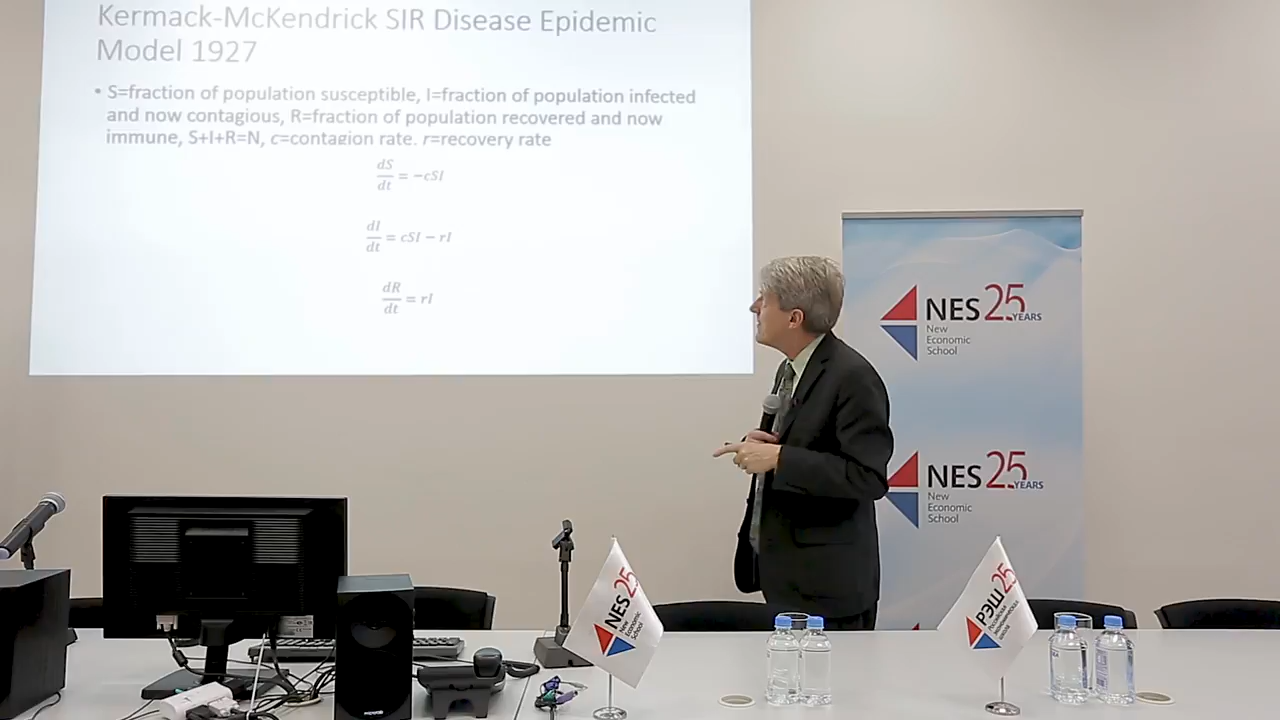 Kermack-McKendrick SIR Disease Epidemic
Model 1927
• S=fraction of population susceptible, I=fraction of population infected
and now contagious, R=fraction of population recovered and now
immune, S+I+R=N, c=contagion rate. r=recovery rate
dS/dt = −cSI
dI/dt = cSI − rI
dR/dt = rI
NES 25 YEARS
New
Economic
School
NES 25 YEARS
New
Economic
School
NES 25
New
Economic
School
РЭШ 25